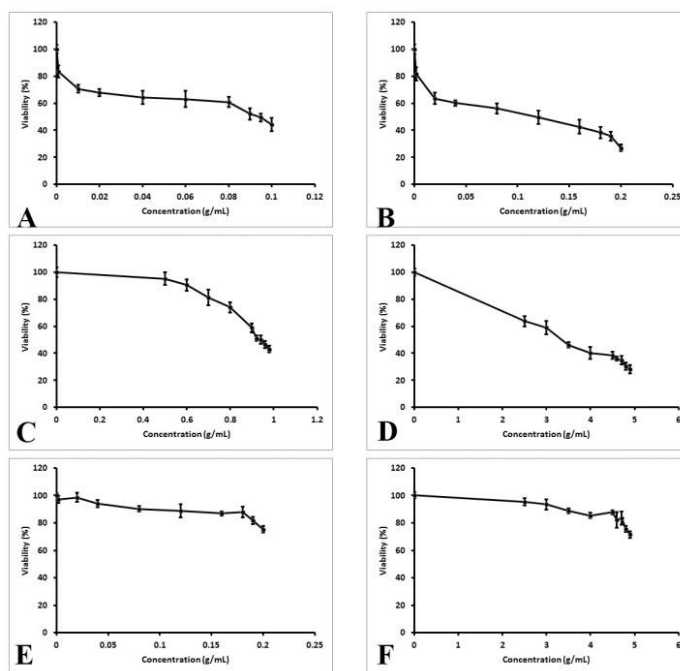 120
100
80
60
40
20
0
Viability (%)
0 0.02 0.04 0.06 0.08 0.1 0.12
Concentration (g/mL)
A
120
100
80
60
40
20
0
Viability (%)
0 0.05 0.1 0.15 0.2 0.25
Concentration (g/mL)
B
120
100
80
60
40
20
0
Viability (%)
0 0.2 0.4 0.6 0.8 1 1.2
Concentration (g/mL)
C
120
100
80
60
40
20
0
Viability (%)
0 1 2 3 4 5 6
Concentration (g/mL)
D
120
100
80
60
40
20
0
Viability (%)
0 0.05 0.1 0.15 0.2 0.25
Concentration (g/mL)
E
120
100
80
60
40
20
0
Viability (%)
0 1 2 3 4 5 6
Concentration (g/mL)
F